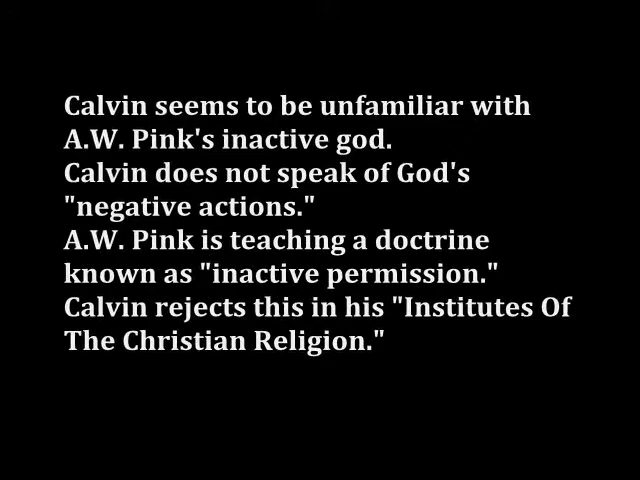 Calvin seems to be unfamiliar with
A.W. Pink's inactive god.
Calvin does not speak of God's
"negative actions."
A.W. Pink is teaching a doctrine
known as "inactive permission."
Calvin rejects this in his "Institutes Of
The Christian Religion."